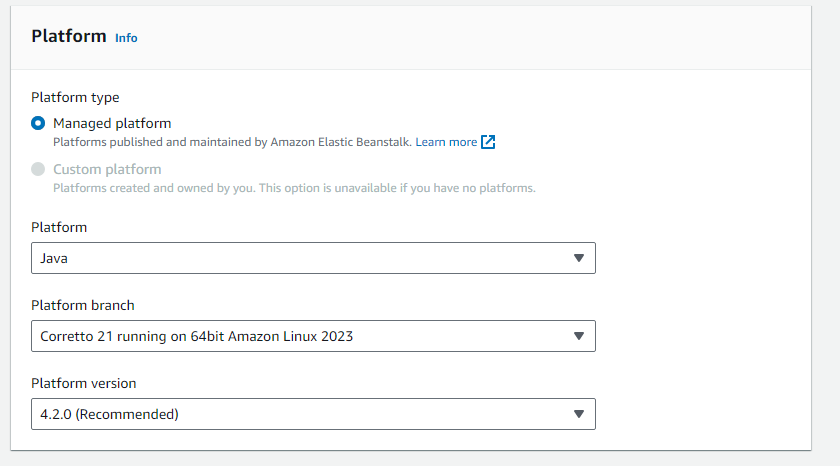 Platform Info
Platform type
Managed platform
Platforms published and maintained by Amazon Elastic Beanstalk. Learn more
Custom platform
Platforms created and owned by you. This option is unavailable if you have no platforms.
Platform
Java
Platform branch
Corretto 21 running on 64bit Amazon Linux 2023
Platform version
4.2.0 (Recommended)